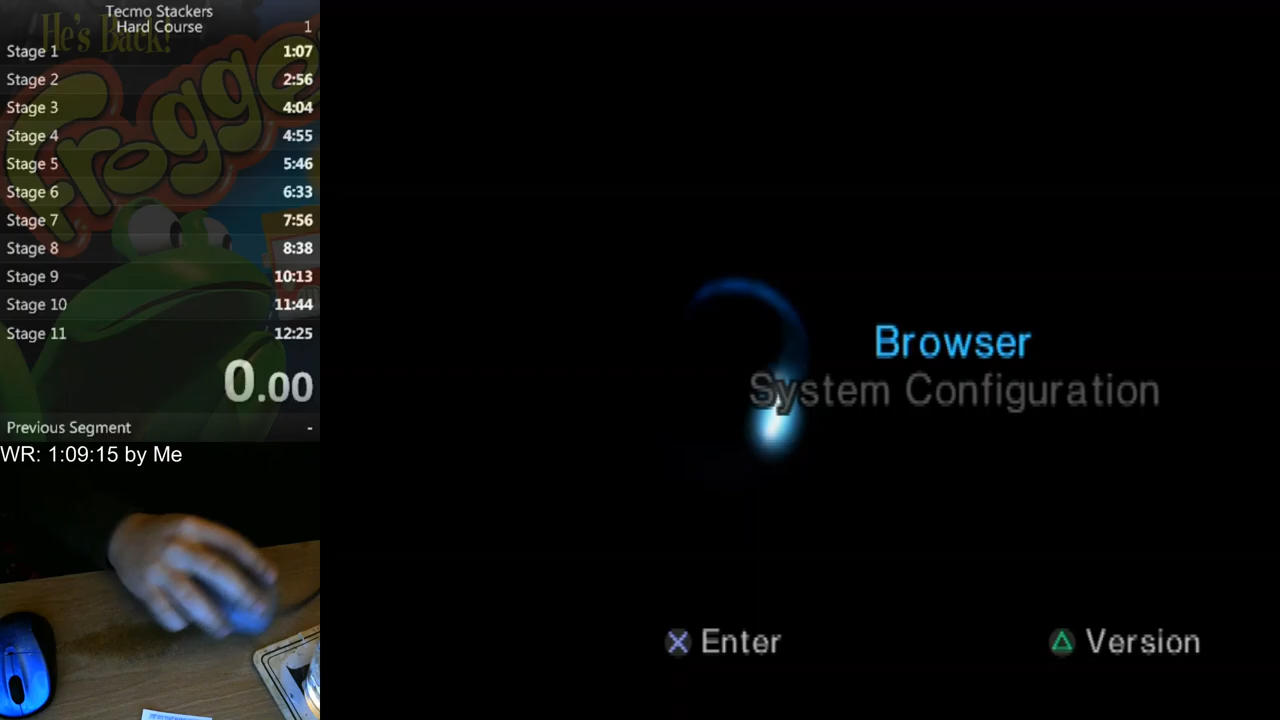 Tecmo Stackers
Hard Course 1
He's Back!
Frogger
Stage 1 1:07
Stage 2 2:56
Stage 3 4:04
Stage 4 4:55
Stage 5 5:46
Stage 6 6:33
Stage 7 7:56
Stage 8 8:38
Stage 9 10:13
Stage 10 11:44
Stage 11 12:25
0.00
Previous Segment -
WR: 1:09:15 by Me
Browser
System Configuration
Enter
Version